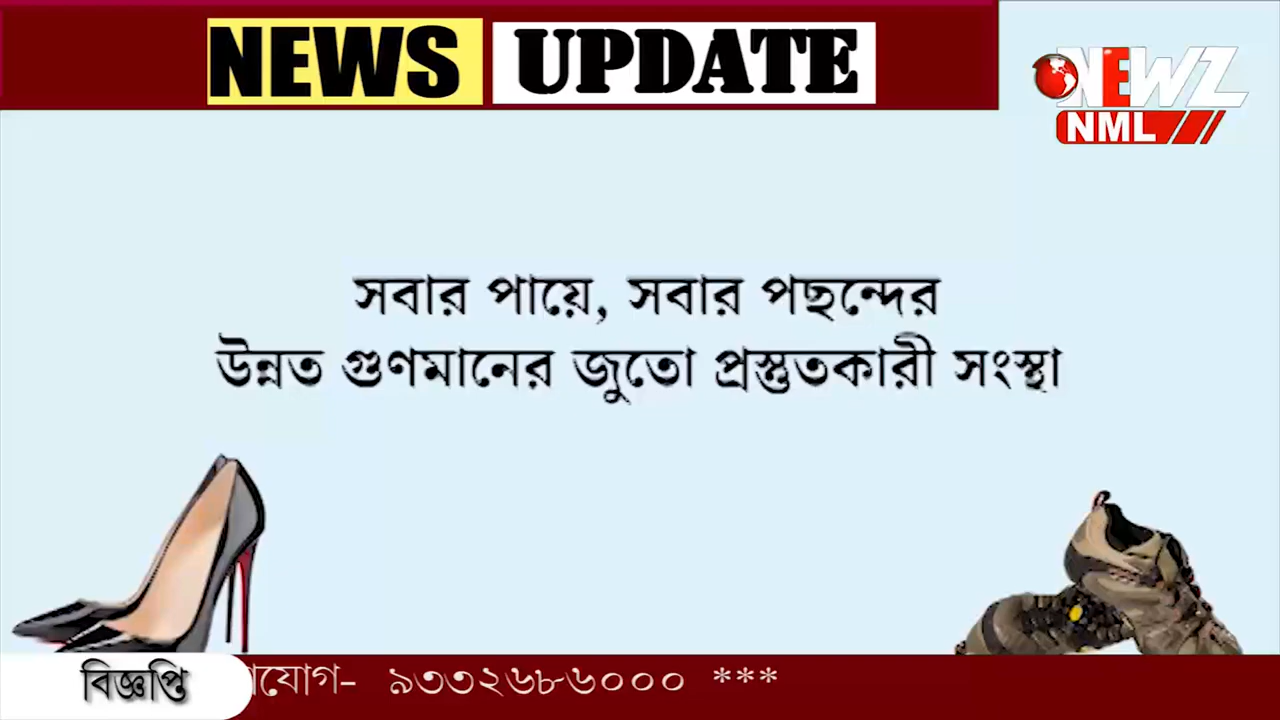 NEWS UPDATE
NEWZ
NML
সবার পায়ে, সবার পছন্দের
উন্নত গুণমানের জুতো প্রস্তুতকারী সংস্থা
বিজ্ঞপ্তি
৯৩৩২৬৮৬০০০ ***